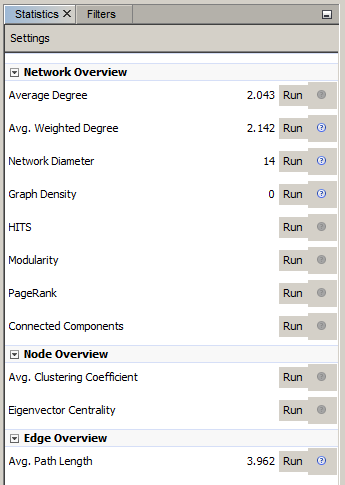 Statistics X Filters
Settings
Network Overview
Average Degree 2.043 Run
Avg. Weighted Degree 2.142 Run
Network Diameter 14 Run
Graph Density 0 Run
HITS Run
Modularity Run
PageRank Run
Connected Components Run
Node Overview
Avg. Clustering Coefficient Run
Eigenvector Centrality Run
Edge Overview
Avg. Path Length 3.962 Run